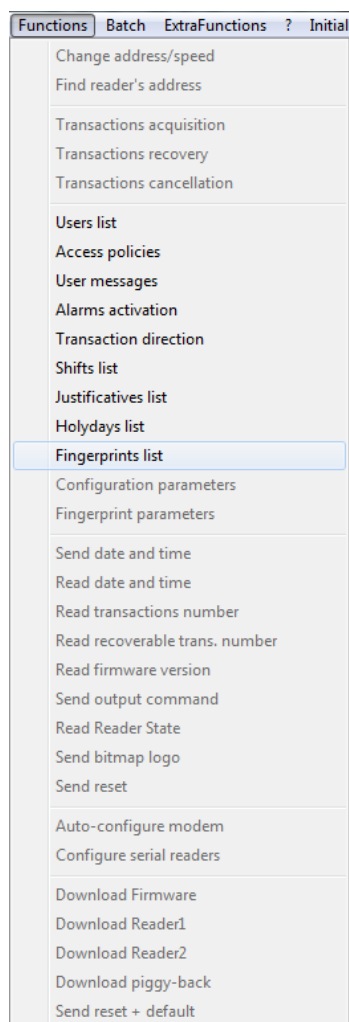 Functions Batch ExtraFunctions ? Initial
Change address/speed
Find reader's address
Transactions acquisition
Transactions recovery
Transactions cancellation
Users list
Access policies
User messages
Alarms activation
Transaction direction
Shifts list
Justificatives list
Holydays list
Fingerprints list
Configuration parameters
Fingerprint parameters
Send date and time
Read date and time
Read transactions number
Read recoverable trans. number
Read firmware version
Send output command
Read Reader State
Send bitmap logo
Send reset
Auto-configure modem
Configure serial readers
Download Firmware
Download Reader1
Download Reader2
Download piggy-back
Send reset + default